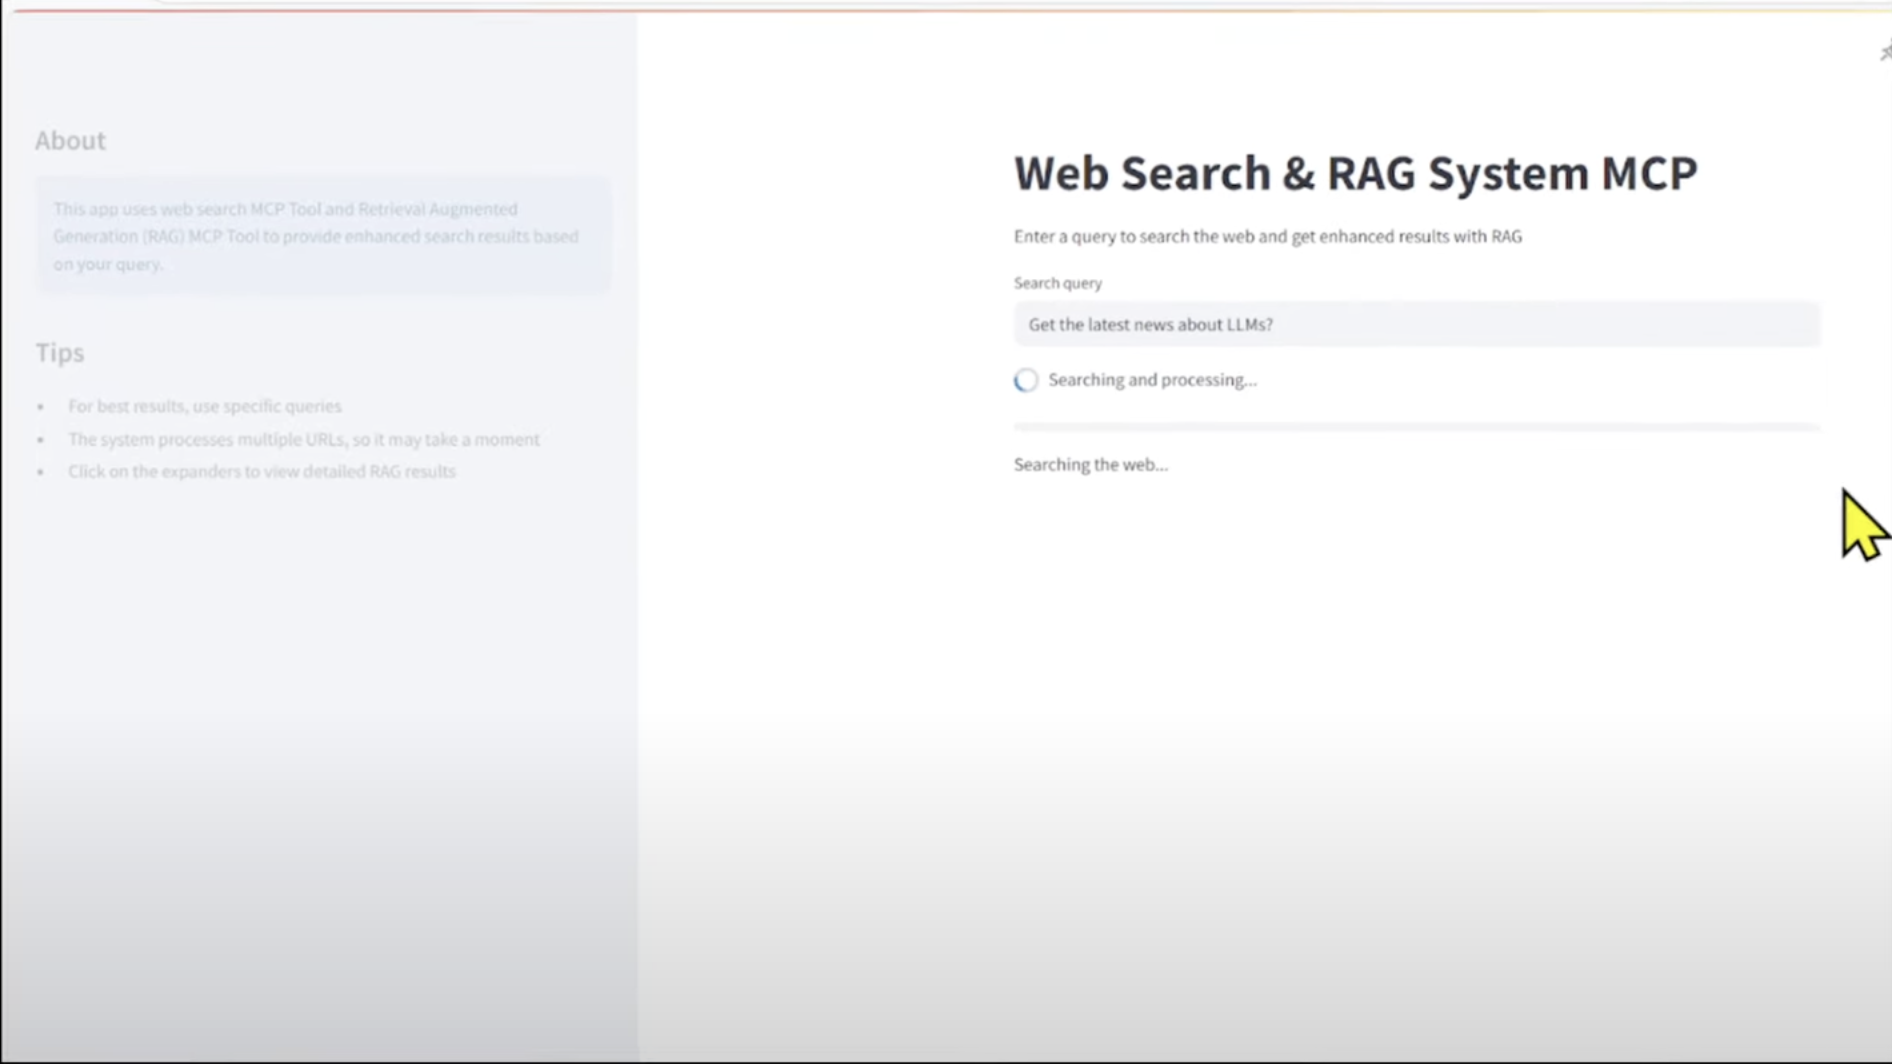 About
This app uses web search MCP Tool and Retrieval Augmented
Generation (RAG) MCP Tool to provide enhanced search results based
on your query.
Tips
• For best results, use specific queries
• The system processes multiple URLs, so it may take a moment
• Click on the expanders to view detailed RAG results
Web Search & RAG System MCP
Enter a query to search the web and get enhanced results with RAG
Search query
Get the latest news about LLMs?
Searching and processing...
Searching the web...